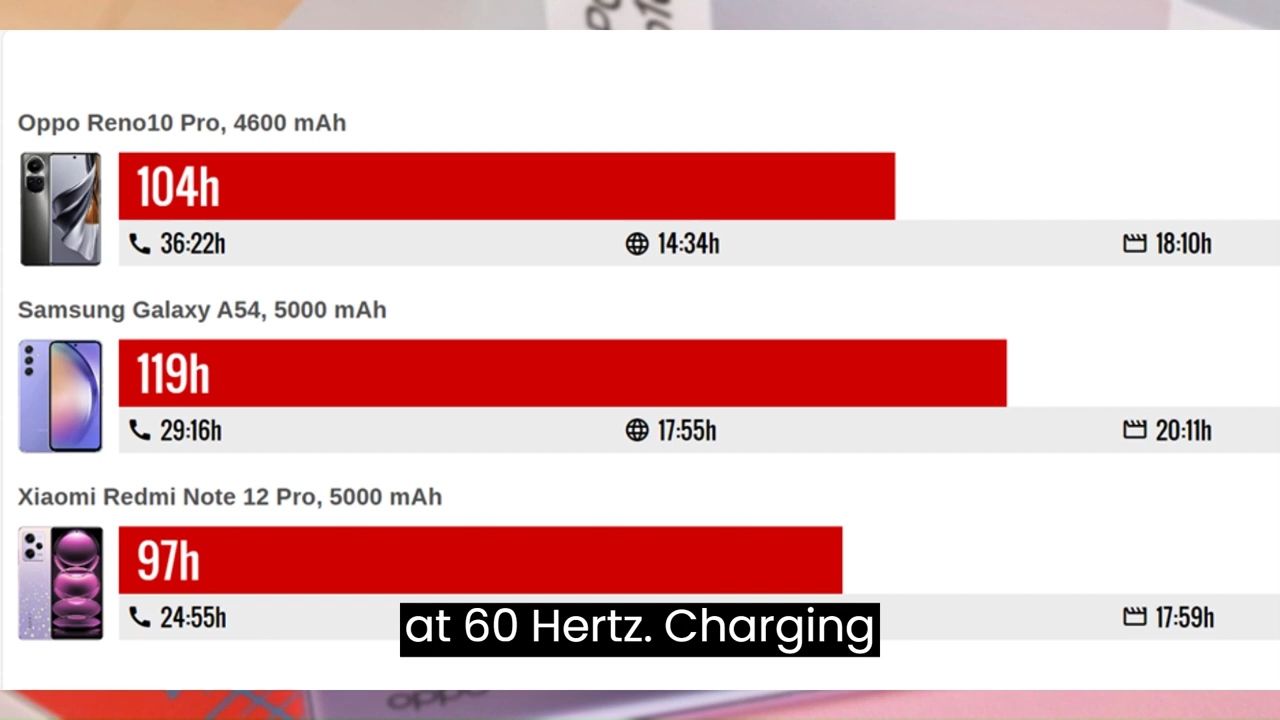 Oppo Reno10 Pro, 4600 mAh
104h
36:22h 14:34h 18:10h
Samsung Galaxy A54, 5000 mAh
119h
29:16h 17:55h 20:11h
Xiaomi Redmi Note 12 Pro, 5000 mAh
97h
24:55h 17:59h
at 60 Hertz. Charging
oppo